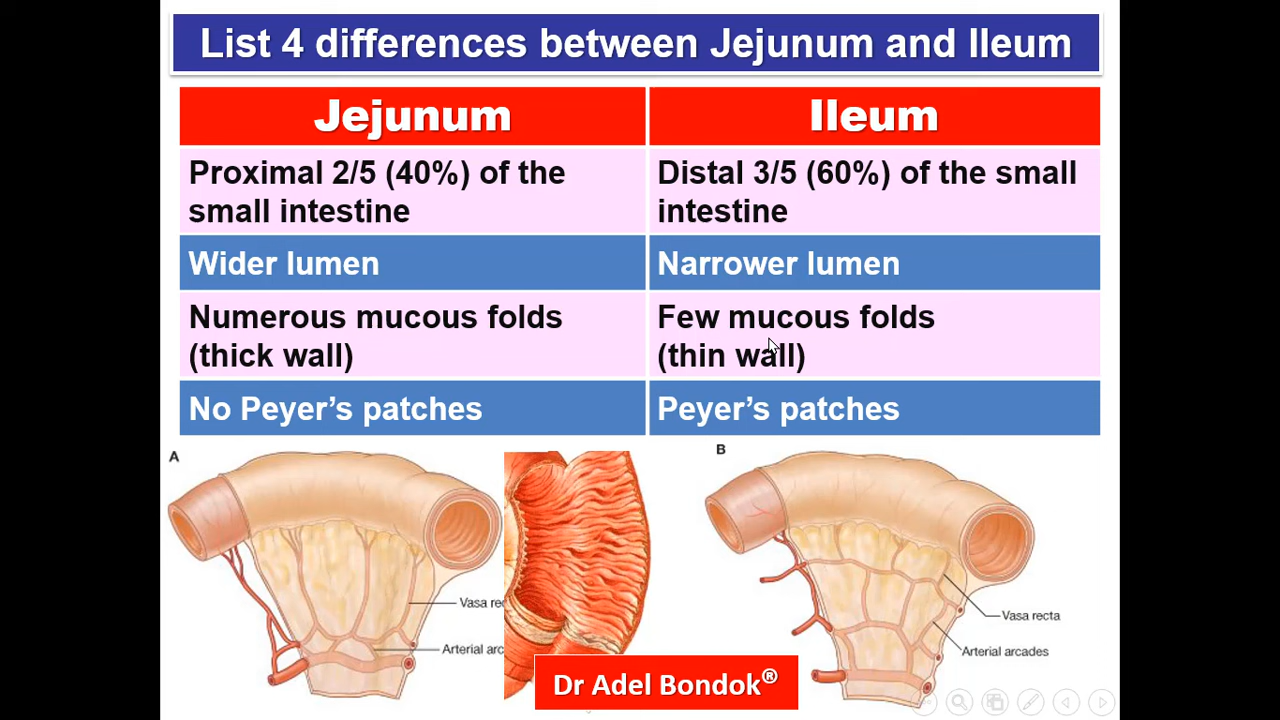 List 4 differences between Jejunum and Ileum
Jejunum
Ileum
Proximal 2/5 (40%) of the
small intestine
Distal 3/5 (60%) of the small
intestine
Wider lumen
Narrower lumen
Numerous mucous folds
(thick wall)
Few mucous folds
(thin wall)
No Peyer’s patches
Peyer’s patches
A
Vasa rec
Arterial arc
B
Vasa recta
Arterial arcades
Dr Adel Bondok®